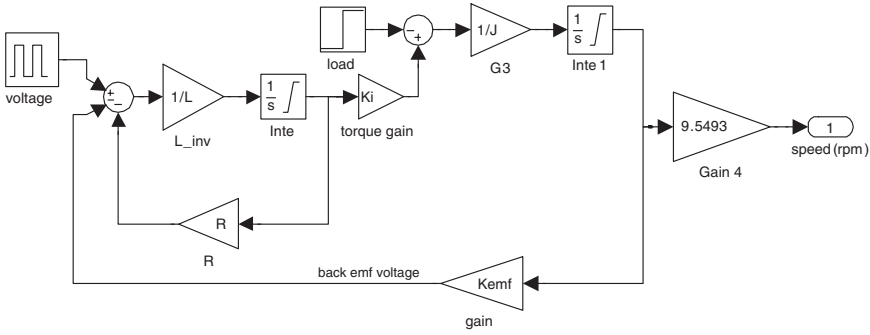 voltage
+
−
−
1/L
L_inv
1
s
Inte
Ki
torque gain
load
−
+
1/J
G3
1
s
Inte 1
9.5493
Gain 4
1
speed (rpm)
R
R
back emf voltage
Kemf
gain